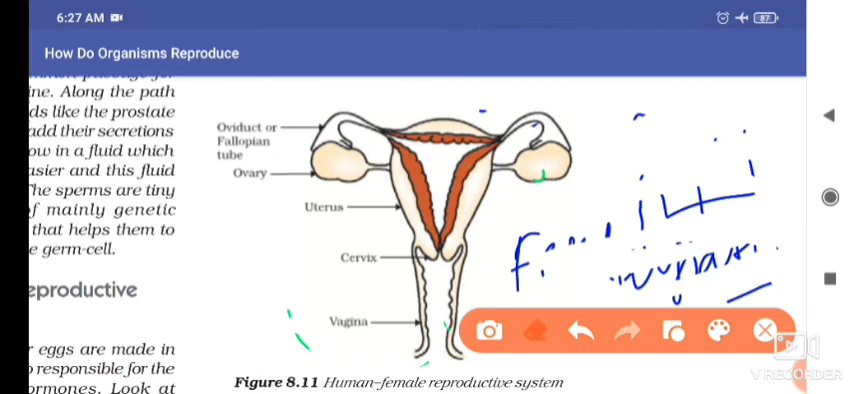 6:27 AM
87
How Do Organisms Reproduce
ine. Along the path
ds like the prostate
add their secretions
ow in a fluid which
asier and this fluid
The sperms are tiny
f mainly genetic
that helps them to
e germ-cell.
eproductive
r eggs are made in
responsible for the
ormones. Look at
Oviduct or
Fallopian
tube
Ovary
Uterus
Cervix
Vagina
Figure 8.11 Human-female reproductive system
V RECORDER